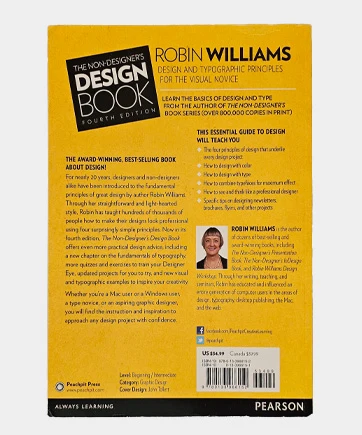 THE NON-DESIGNER'S
DESIGN
BOOK
FOURTH EDITION
ROBIN WILLIAMS
DESIGN AND TYPOGRAPHIC PRINCIPLES
FOR THE VISUAL NOVICE
LEARN THE BASICS OF DESIGN AND TYPE
FROM THE AUTHOR OF THE NON-DESIGNER'S
BOOK SERIES (OVER 800,000 COPIES IN PRINT)
THE AWARD-WINNING, BEST-SELLING BOOK
ABOUT DESIGN!
For nearly 20 years, designers and non-designers
alike have been introduced to the fundamental
principles of great design by author Robin Williams.
Through her straightforward and light-hearted
style, Robin has taught hundreds of thousands of
people how to make their designs look professional
using four surprisingly simple principles. Now in its
fourth edition, The Non-Designer's Design Book
offers even more practical design advice, including
a new chapter on the fundamentals of typography,
more quizzes and exercises to train your Designer
Eye, updated projects for you to try, and new visual
and typographic examples to inspire your creativity.
Whether you're a Mac user or a Windows user,
a type novice, or an aspiring graphic designer,
you will find the instruction and inspiration to
approach any design project with confidence.
THIS ESSENTIAL GUIDE TO DESIGN
WILL TEACH YOU
The four principles of design that underlie
every design project
How to design with color
How to design with type
How to combine typefaces for maximum effect
How to see and think like a professional designer
Specific tips on designing newsletters,
brochures, flyers, and other projects
ROBIN WILLIAMS is the author
of dozens of best-selling and
award-winning books, including
The Non-Designer's Presentation
Book, The Non-Designer's InDesign
Book, and Robin Williams Design
Workshop. Through her writing, teaching, and
seminars, Robin has educated and influenced an
entire generation of computer users in the areas of
design, typography, desktop publishing, the Mac,
and the web.
facebook.com/PeachpitCreativeLearning
@peachpit
US $34.99
Peachpit Press
www.peachpit.com
Level: Beginning / Intermediate
Category: Graphic Design
Cover Design: John Tollett
ALWAYS LEARNING
PEARSON